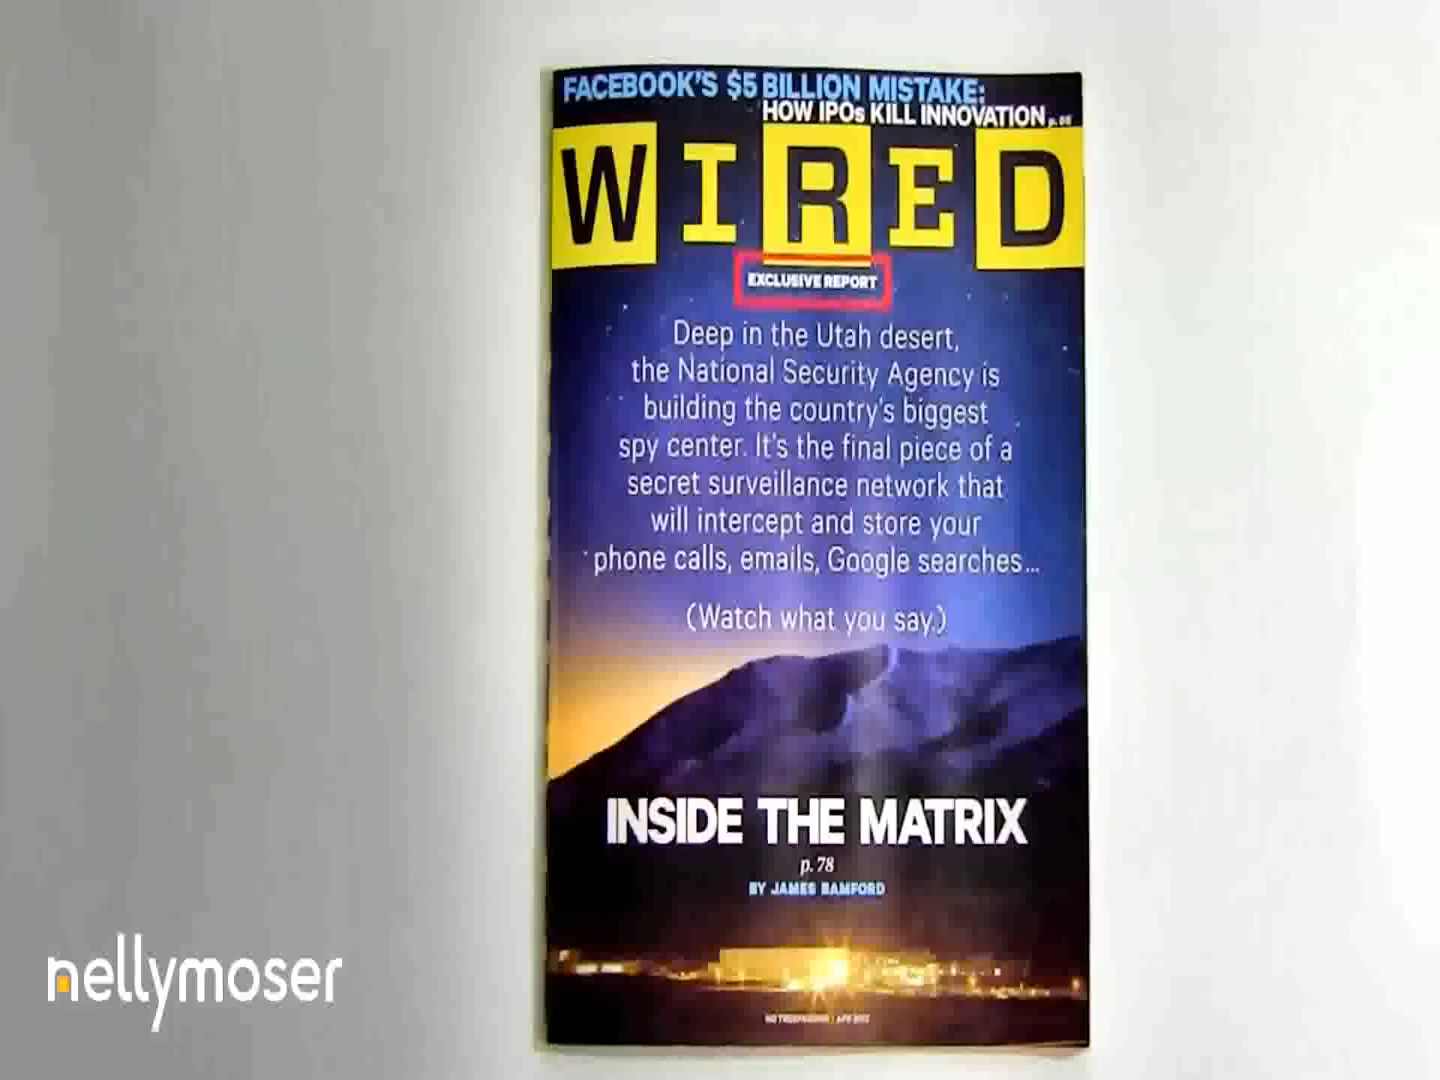 FACEBOOK'S $5 BILLION MISTAKE:
HOW IPOs KILL INNOVATION
WIRED
EXCLUSIVE REPORT
Deep in the Utah desert,
the National Security Agency is
building the country's biggest
spy center. It's the final piece of a
secret surveillance network that
will intercept and store your
phone calls, emails, Google searches...
(Watch what you say.)
INSIDE THE MATRIX
p. 78
BY JAMES BAMFORD
nellymoser